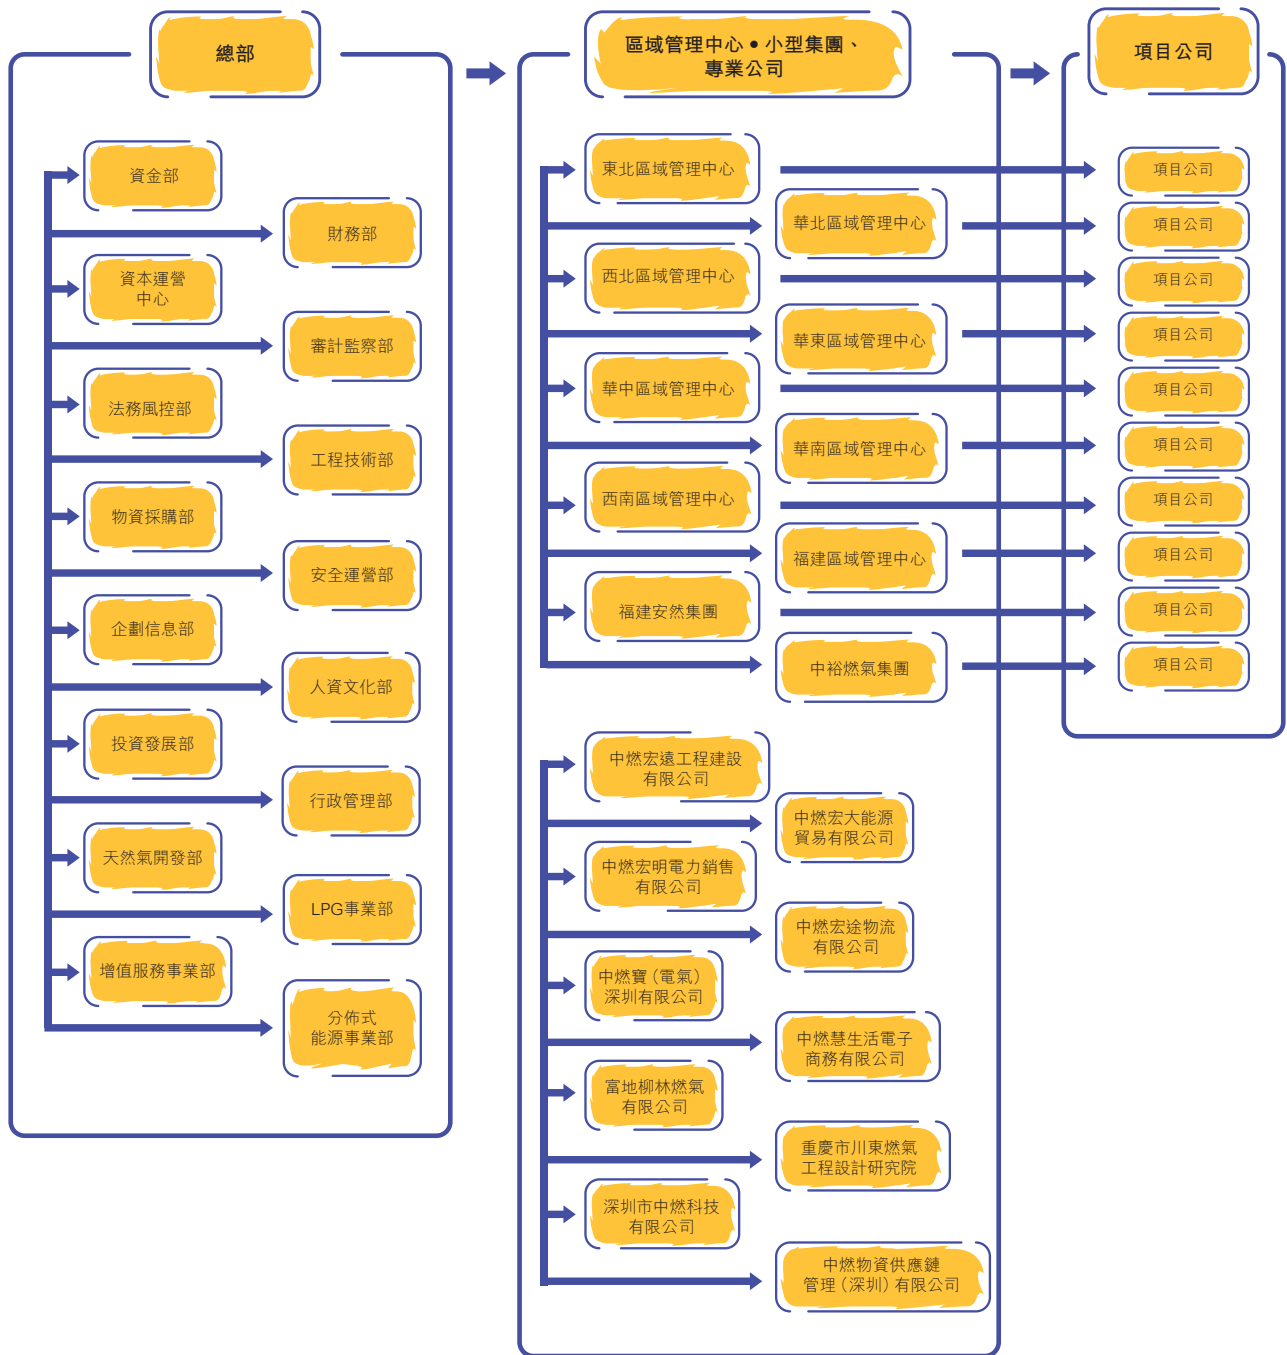 總部
資金部
財務部
資本運營
中心
審計監察部
法務風控部
工程技術部
物資採購部
安全運營部
企劃信息部
人資文化部
投資發展部
行政管理部
天然氣開發部
LPG事業部
增值服務事業部
分佈式
能源事業部
區域管理中心•小型集團、
專業公司
東北區域管理中心
華北區域管理中心
西北區域管理中心
華東區域管理中心
華中區域管理中心
華南區域管理中心
西南區域管理中心
福建區域管理中心
福建安然集團
中裕燃氣集團
中燃宏遠工程建設
有限公司
中燃宏大能源
貿易有限公司
中燃宏明電力銷售
有限公司
中燃宏途物流
有限公司
中燃寶（電氣）
深圳有限公司
中燃慧生活電子
商務有限公司
富地柳林燃氣
有限公司
重慶市川東燃氣
工程設計研究院
深圳市中燃科技
有限公司
中燃物資供應鏈
管理（深圳）有限公司
項目公司
項目公司
項目公司
項目公司
項目公司
項目公司
項目公司
項目公司
項目公司
項目公司
項目公司